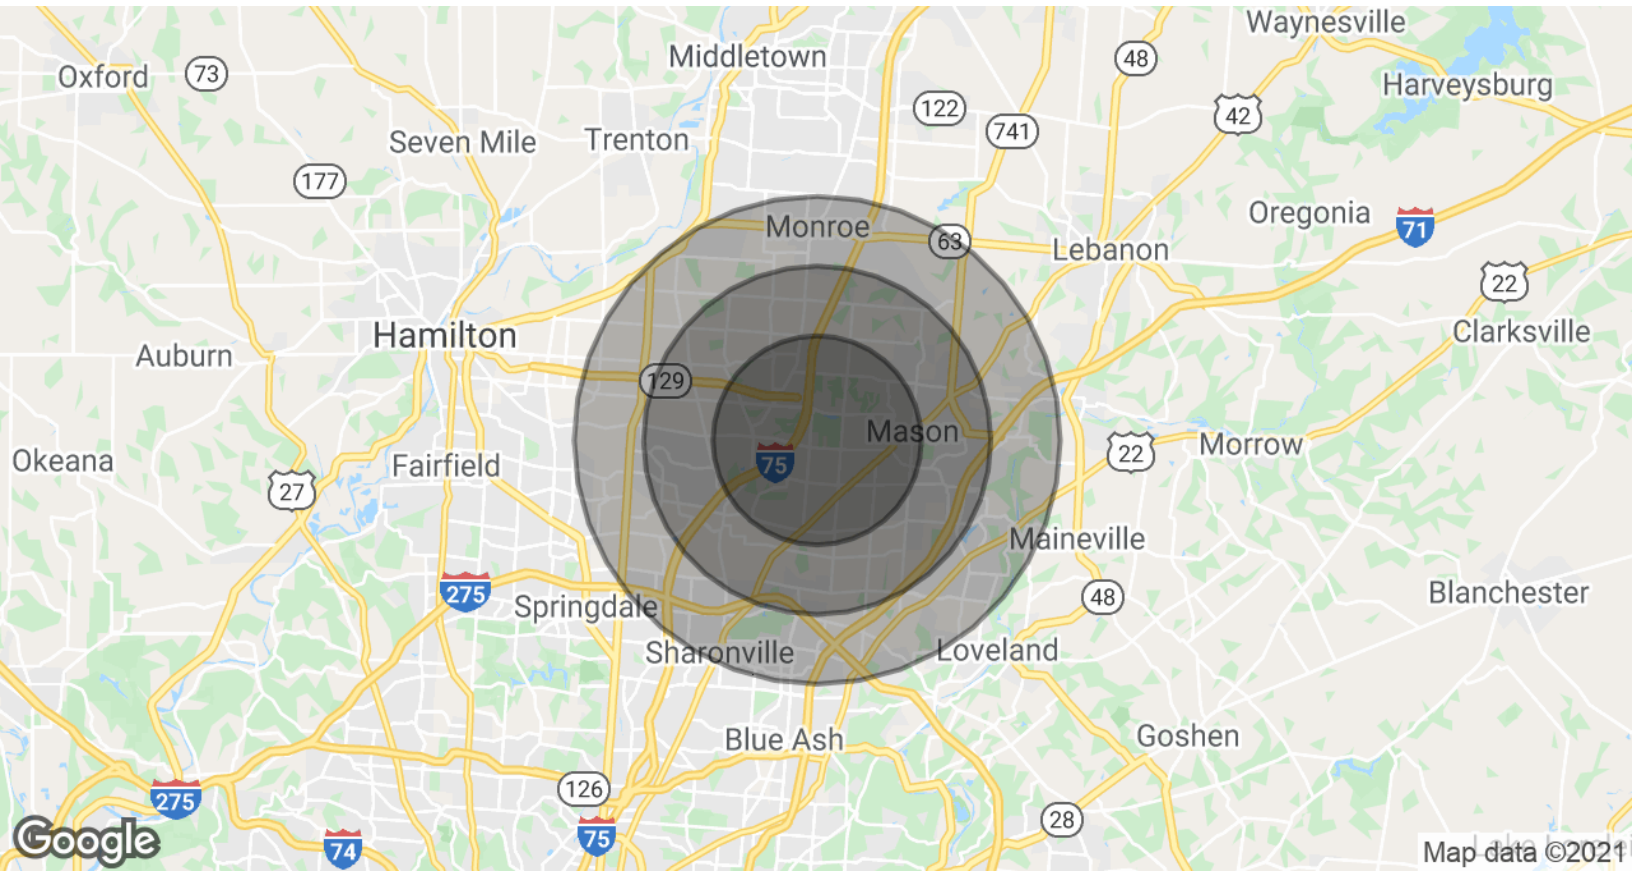 Waynesville
Middletown
48
Oxford
73
Harveysburg
122
42
741
Seven Mile
Trenton
177
Oregonia
71
Monroe
63
Lebanon
22
Clarksville
Hamilton
Auburn
129
Mason
22
Morrow
Okeana
Fairfield
75
27
Maineville
275
Springdale
48
Blanchester
Sharonville
Loveland
Blue Ash
Goshen
126
275
28
75
74
Google
Map data ©2021